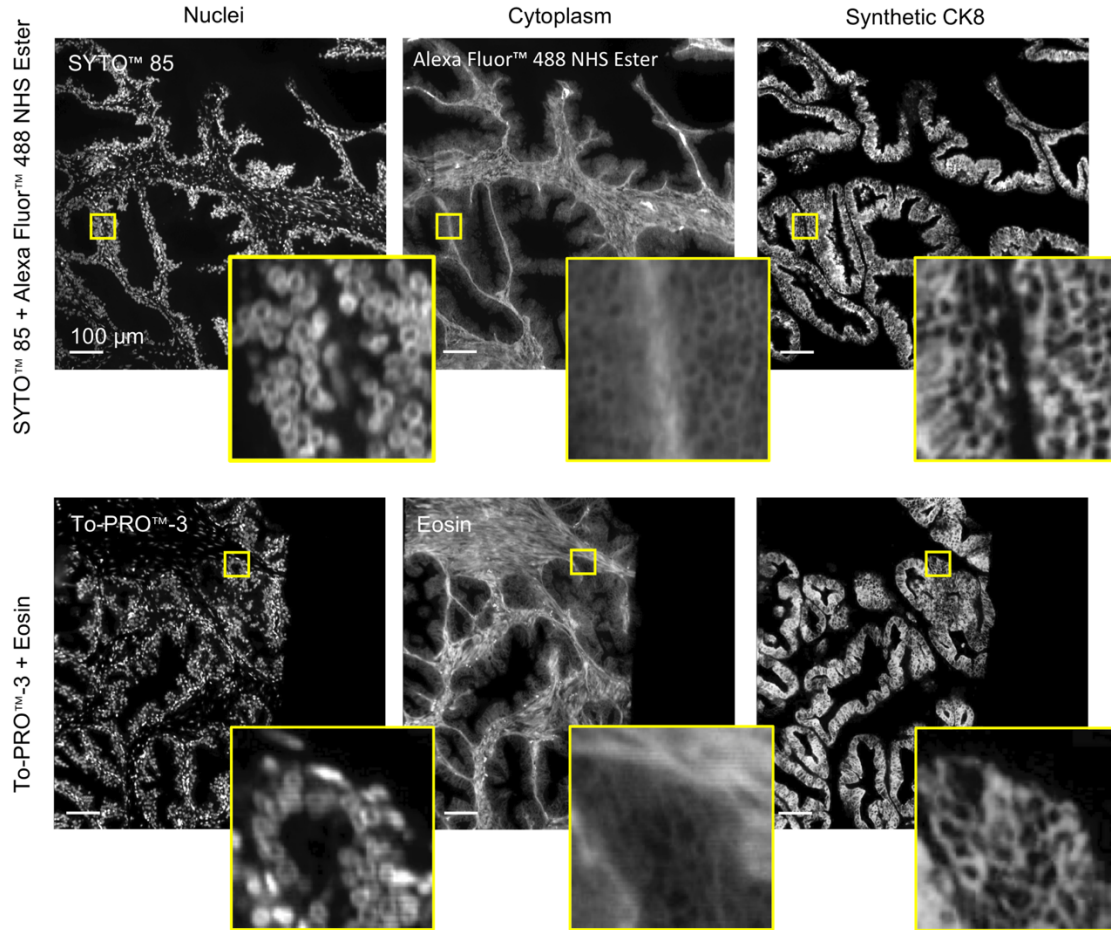 Nuclei
Cytoplasm
Synthetic CK8
SYTO™ 85 + Alexa Fluor™ 488 NHS Ester
SYTO™ 85
Alexa Fluor™ 488 NHS Ester
100 µm
To-PRO™-3 + Eosin
To-PRO™-3
Eosin